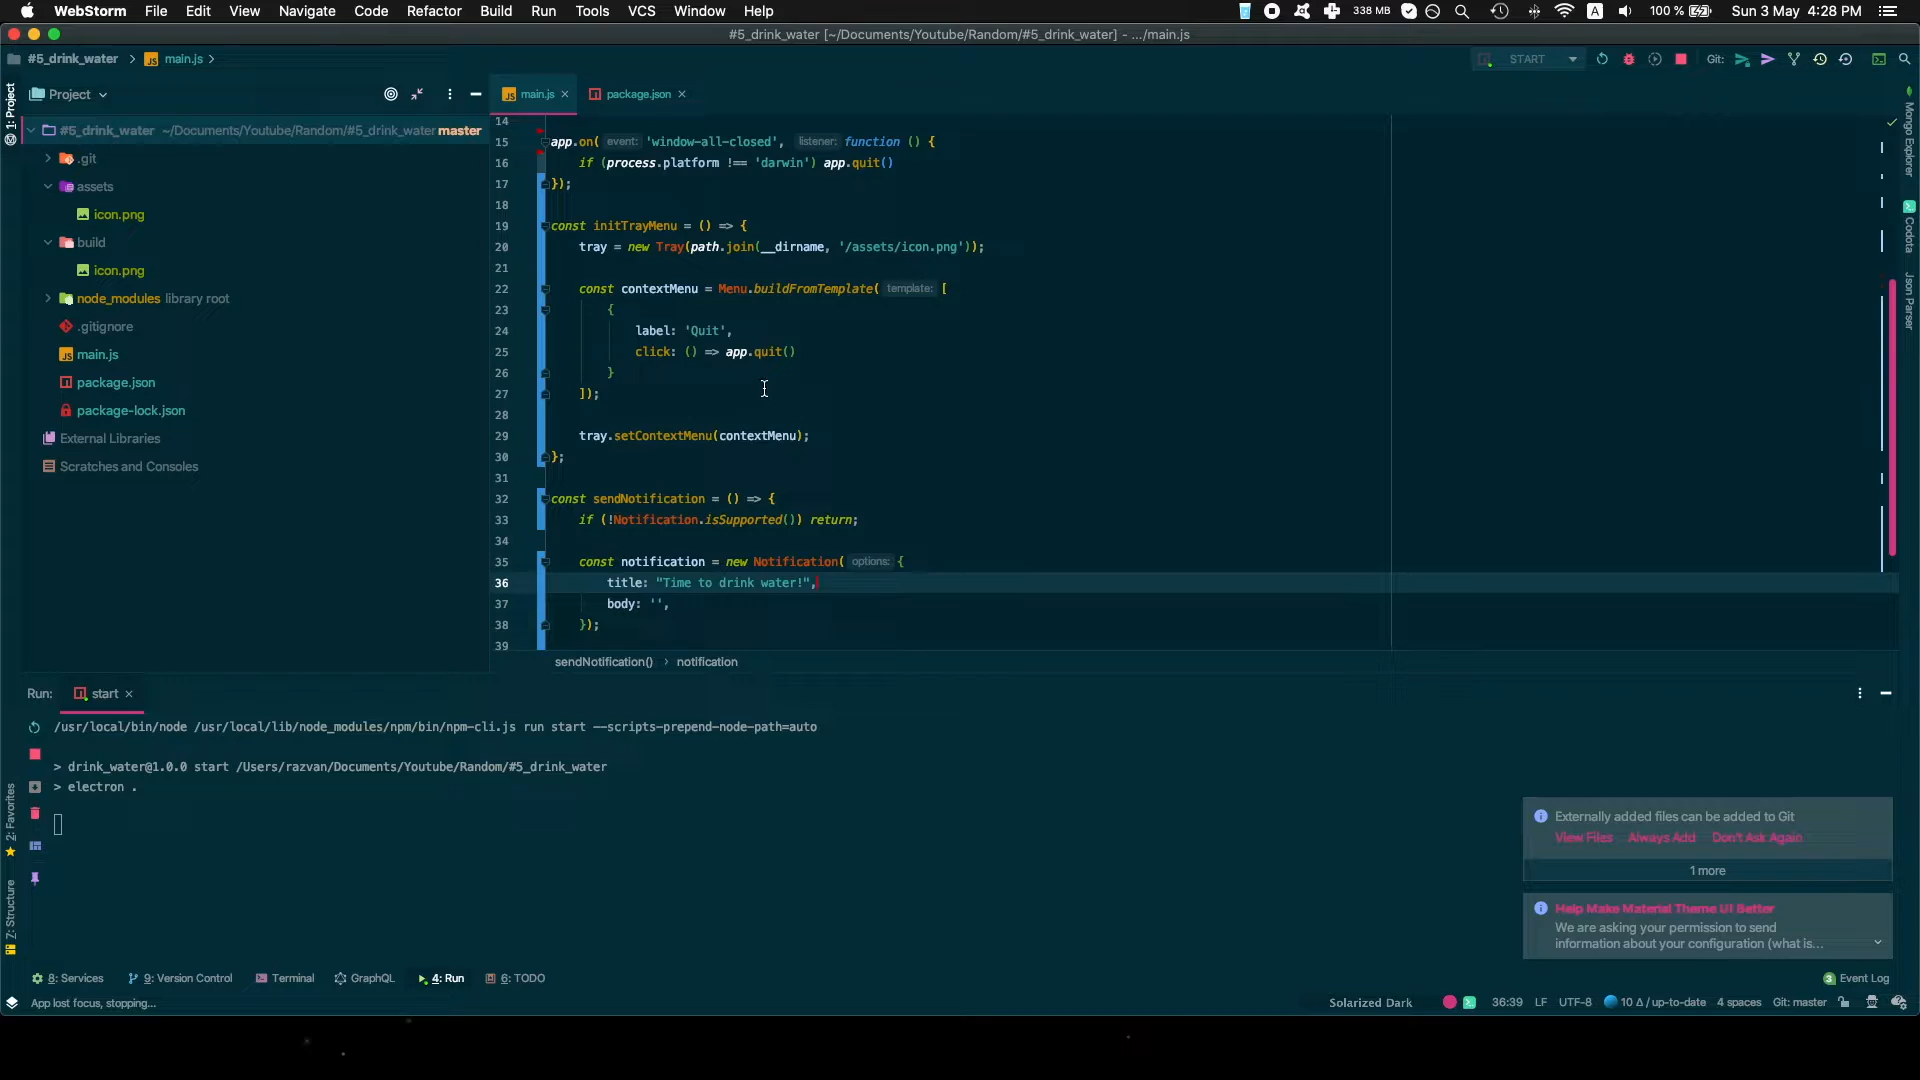 WebStorm File Edit View Navigate Code Refactor Build Run Tools VCS Window Help 338 MB A 100 % Sun 3 May 4:28 PM
#5_drink_water [~/Documents/Youtube/Random/#5_drink_water] - .../main.js
#5_drink_water main.js START Git:
1: Project
Project
main.js
package.json
#5_drink_water ~/Documents/Youtube/Random/#5_drink_water master
.git
assets
icon.png
build
icon.png
node_modules library root
.gitignore
main.js
package.json
package-lock.json
External Libraries
Scratches and Consoles
14
15 app.on( event: 'window-all-closed', listener: function () {
16 if (process.platform !== 'darwin') app.quit()
17 });
18
19 const initTrayMenu = () => {
20 tray = new Tray(path.join(__dirname, '/assets/icon.png'));
21
22 const contextMenu = Menu.buildFromTemplate( template: [
23 {
24 label: 'Quit',
25 click: () => app.quit()
26 }
27 ]);
28
29 tray.setContextMenu(contextMenu);
30 };
31
32 const sendNotification = () => {
33 if (!Notification.isSupported()) return;
34
35 const notification = new Notification( options: {
36 title: "Time to drink water!",
37 body: '',
38 });
39
sendNotification() › notification
Mongo Explorer
Codota
Json Parser
Run: start
/usr/local/bin/node /usr/local/lib/node_modules/npm/bin/npm-cli.js run start --scripts-prepend-node-path=auto
> drink_water@1.0.0 start /Users/razvan/Documents/Youtube/Random/#5_drink_water
> electron .
2: Favorites
7: Structure
Externally added files can be added to Git
View Files Always Add Don't Ask Again
1 more
Help Make Material Theme UI Better
We are asking your permission to send
information about your configuration (what is...
8: Services 9: Version Control Terminal GraphQL 4: Run 6: TODO 3 Event Log
App lost focus, stopping... Solarized Dark 36:39 LF UTF-8 10 Δ / up-to-date 4 spaces Git: master